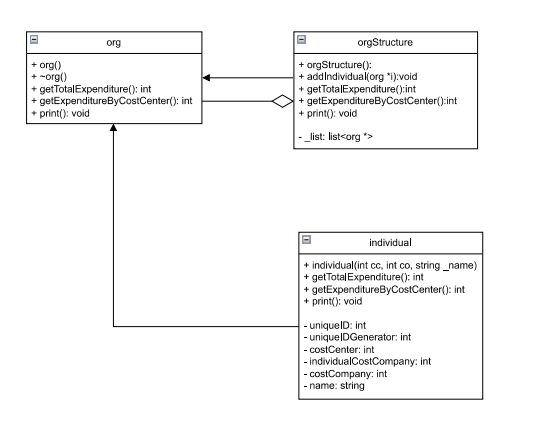 org
+ org()
+ ~org()
+ getTotalExpenditure(): int
+ getExpenditureByCostCenter(): int
+ print(): void
orgStructure
+ orgStructure():
+ addIndividual(org *i):void
+ getTotalExpenditure():int
+ getExpenditureByCostCenter():int
+ print(): void
- _list: list<org *>
individual
+ individual(int cc, int co, string _name)
+ getTotalExpenditure(): int
+ getExpenditureByCostCenter(): int
+ print(): void
- uniqueID: int
- uniqueIDGenerator: int
- costCenter: int
- individualCostCompany: int
- costCompany: int
- name: string